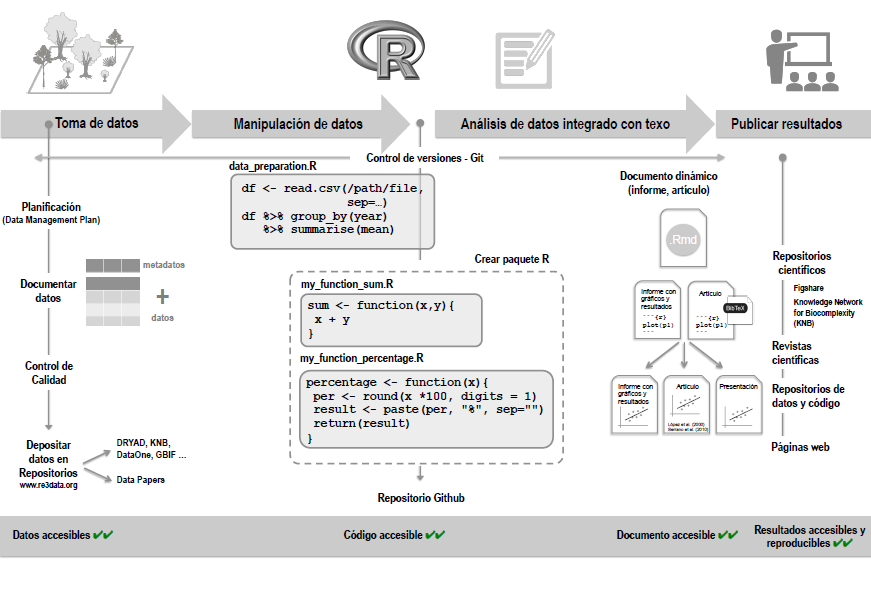 R
Toma de datos
Manipulación de datos
Análisis de datos integrado con texo
Publicar resultados
Control de versiones - Git
Planificación
(Data Management Plan)
Documentar
datos
metadatos
+
datos
Control de
Calidad
Depositar
datos en
Repositorios
www.re3data.org
DRYAD, KNB,
DataOne, GBIF ...
Data Papers
data_preparation.R
df <- read.csv(/path/file,
sep=…)
df %>% group_by(year)
%>% summarise(mean)
Crear paquete R
my_function_sum.R
sum <- function(x,y){
x + y
}
my_function_percentage.R
percentage <- function(x){
per <- round(x *100, digits = 1)
result <- paste(per, "%", sep="")
return(result)
}
Repositorio Github
Documento dinámico
(informe, artículo)
.Rmd
Informe con
gráficos y
resultados
```{r}
plot(p1)
Artículo
```{r}
plot(p1)
BibTeX
Informe con
gráficos y
resultados
Artículo
López et al. (2000)
Serrano et al. (2010)
Presentación
Repositorios
científicos
Figshare
Knowledge Network
for Biocomplexity
(KNB)
Revistas
científicas
Repositorios de
datos y código
Páginas web
Datos accesibles ✔✔
Código accesible ✔✔
Documento accesible ✔✔
Resultados accesibles y
reproducibles ✔✔